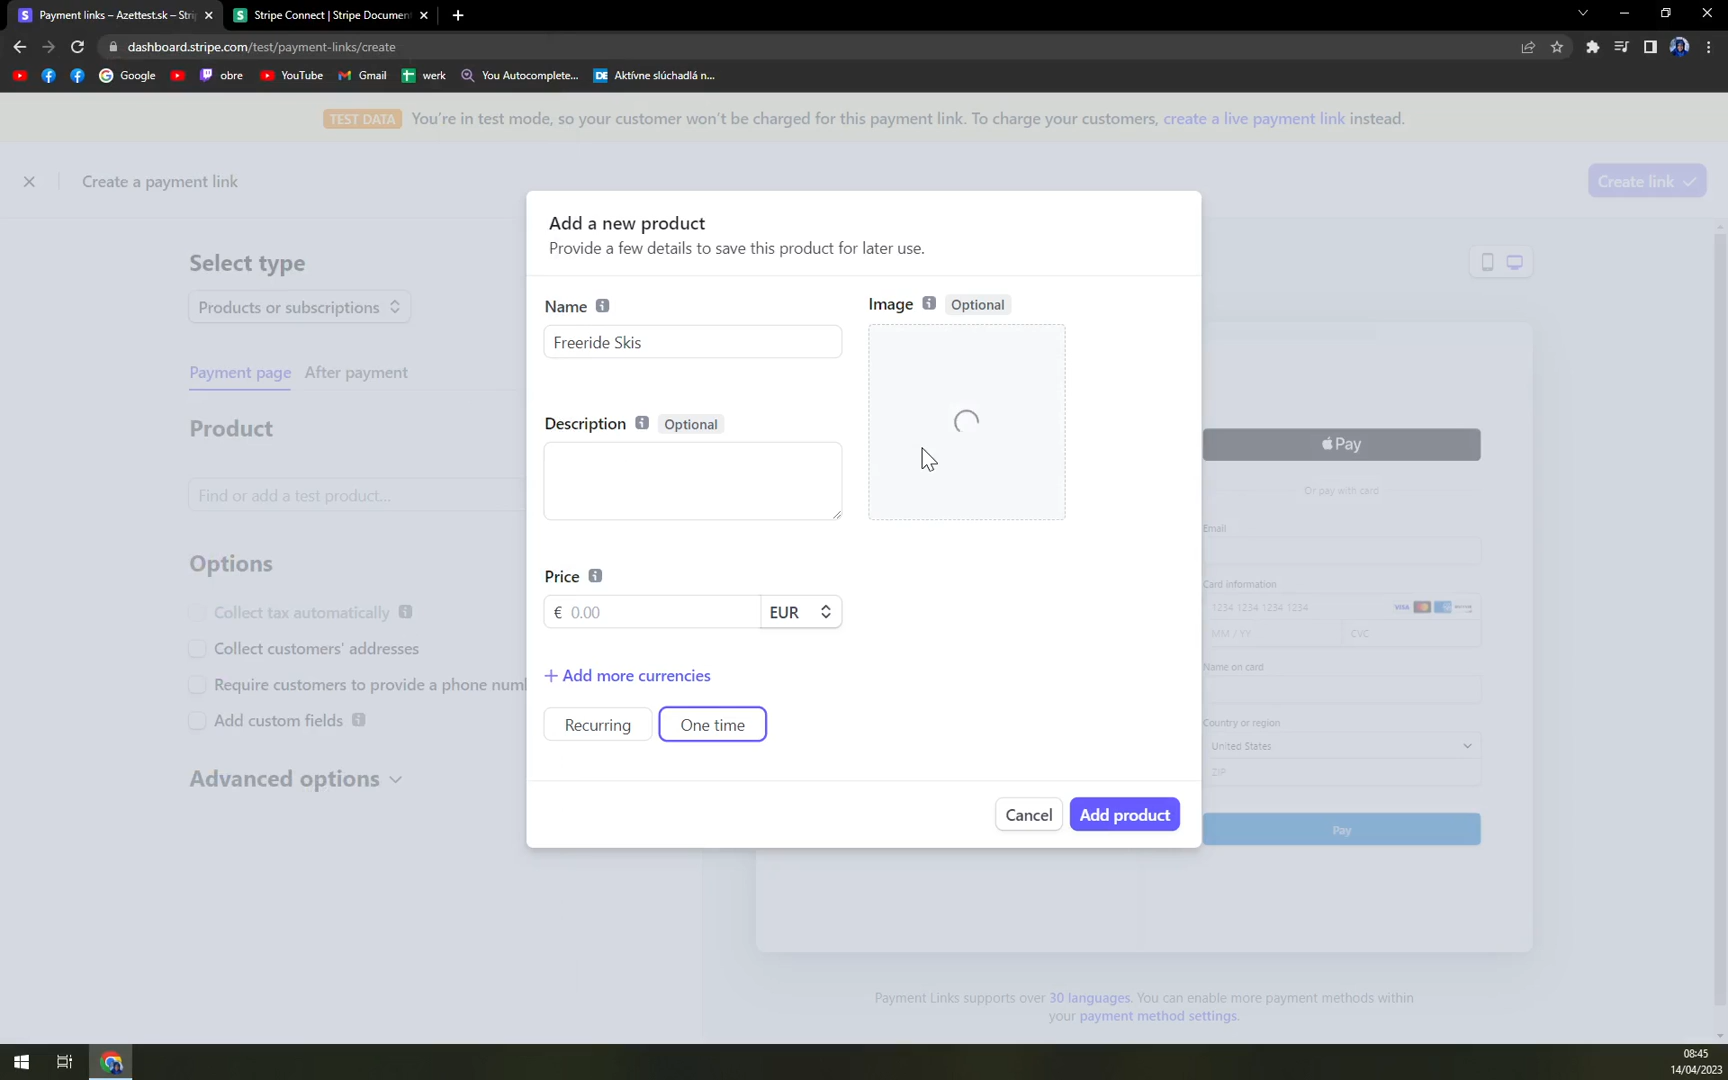 Payment links – Azettest.sk – Stri
Stripe Connect | Stripe Documen
dashboard.stripe.com/test/payment-links/create
Google
obre
YouTube
Gmail
werk
You Autocomplete...
DE
Aktívne slúchadlá n...
TEST DATA You're in test mode, so your customer won't be charged for this payment link. To charge your customers, create a live payment link instead.
Create a payment link
Create link
Add a new product
Provide a few details to save this product for later use.
Select type
Products or subscriptions
Name
Image Optional
Freeride Skis
Payment page
After payment
Product
Description Optional
Pay
Find or add a test product...
Or pay with card
Email
Options
Price
Card information
€ 0.00
EUR
Collect tax automatically
1234 1234 1234 1234
VISA
MM / YY
CVC
Collect customers' addresses
Name on card
+ Add more currencies
Require customers to provide a phone num
Recurring
One time
Add custom fields
Country or region
United States
ZIP
Advanced options
Cancel
Add product
Pay
Payment Links supports over 30 languages. You can enable more payment methods within
your payment method settings.
08:45
14/04/2023